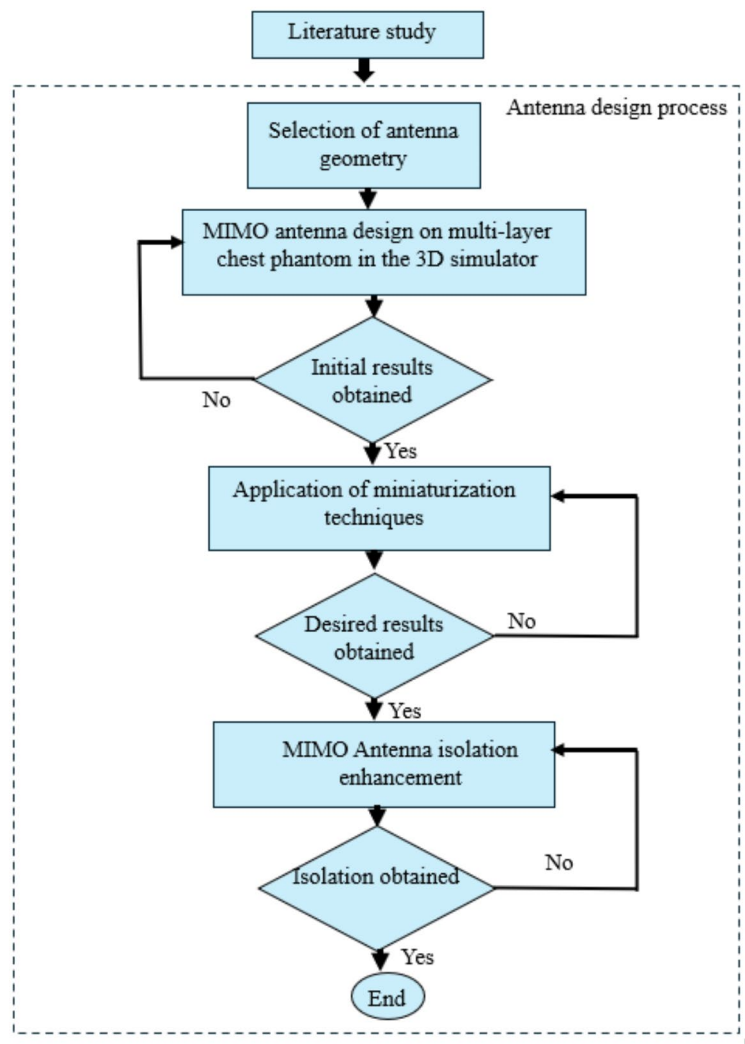 Literature study
Antenna design process
Selection of antenna
geometry
MIMO antenna design on multi-layer
chest phantom in the 3D simulator
Initial results
obtained
No
Yes
Application of miniaturization
techniques
Desired results
obtained
No
Yes
MIMO Antenna isolation
enhancement
Isolation obtained
No
Yes
End